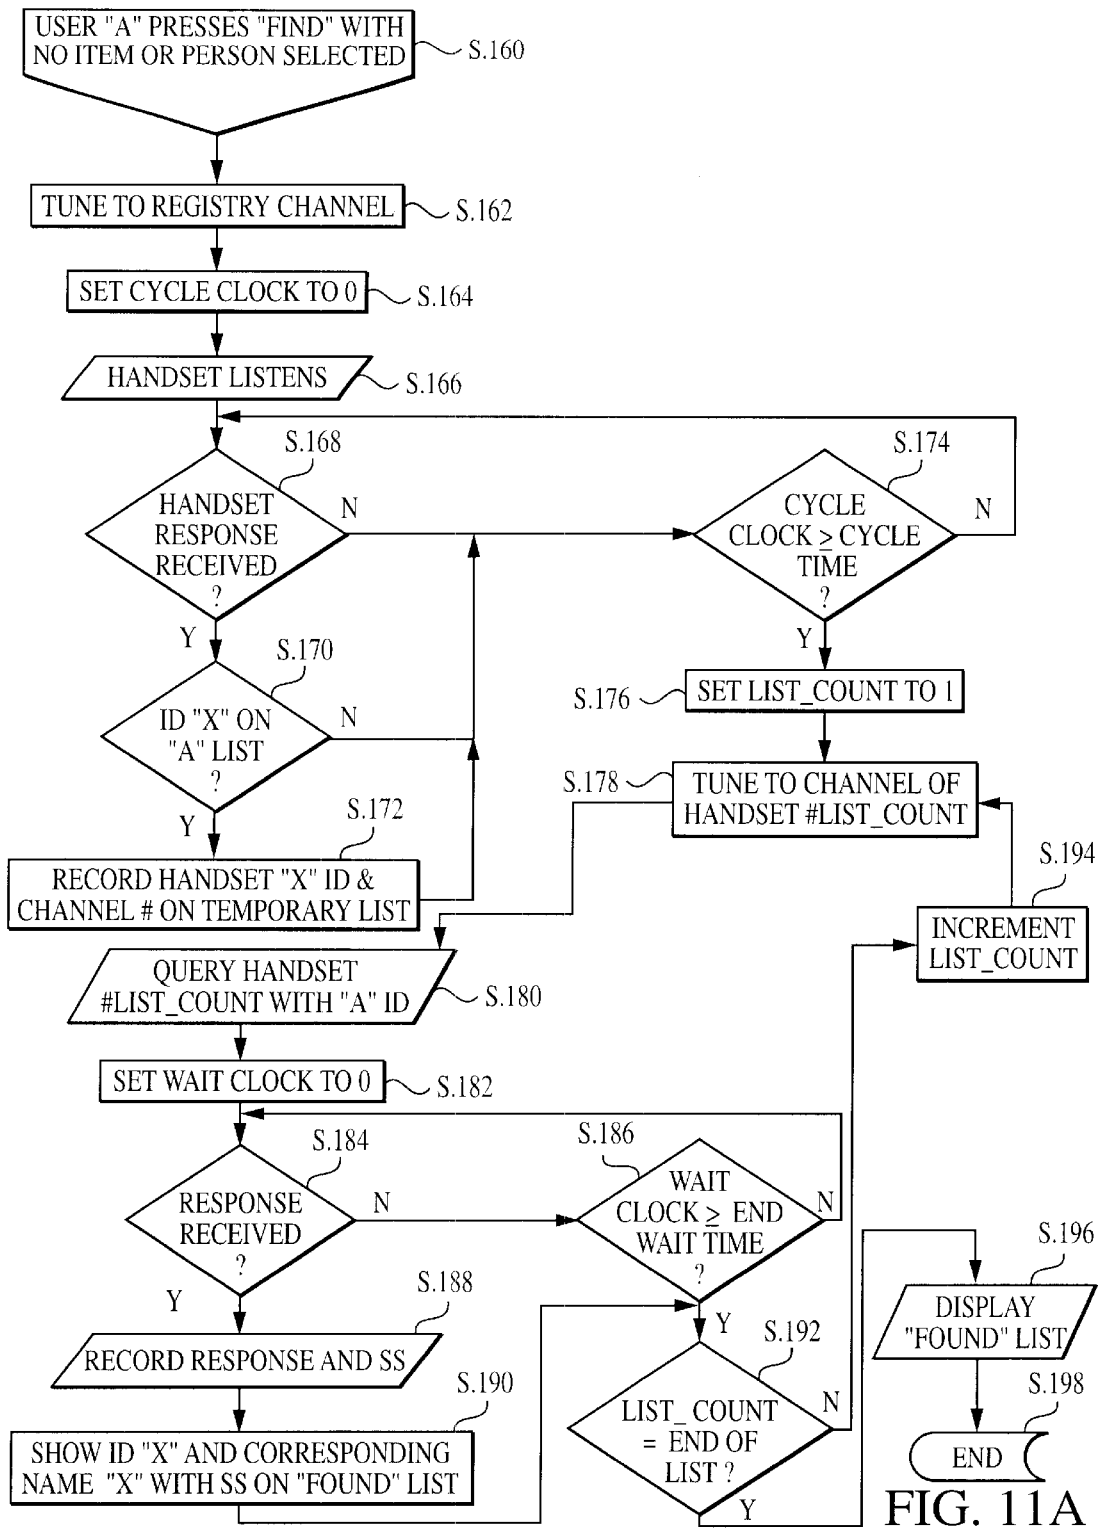 USER "A" PRESSES "FIND" WITH
NO ITEM OR PERSON SELECTED
S.160
TUNE TO REGISTRY CHANNEL
S.162
SET CYCLE CLOCK TO 0
S.164
HANDSET LISTENS
S.166
S.168
HANDSET
RESPONSE
RECEIVED
?
N
Y
S.174
CYCLE
CLOCK ≥ CYCLE
TIME
?
N
Y
S.170
ID "X" ON
"A" LIST
?
N
Y
S.176
SET LIST_COUNT TO 1
S.178
TUNE TO CHANNEL OF
HANDSET #LIST_COUNT
S.172
RECORD HANDSET "X" ID &
CHANNEL # ON TEMPORARY LIST
S.194
INCREMENT
LIST_COUNT
QUERY HANDSET
#LIST_COUNT WITH "A" ID
S.180
SET WAIT CLOCK TO 0
S.182
S.184
RESPONSE
RECEIVED
?
N
Y
S.186
WAIT
CLOCK ≥ END
WAIT TIME
?
N
Y
S.188
RECORD RESPONSE AND SS
S.190
SHOW ID "X" AND CORRESPONDING
NAME "X" WITH SS ON "FOUND" LIST
S.192
LIST_ COUNT
= END OF
LIST ?
N
Y
S.196
DISPLAY
"FOUND" LIST
S.198
END
FIG. 11A